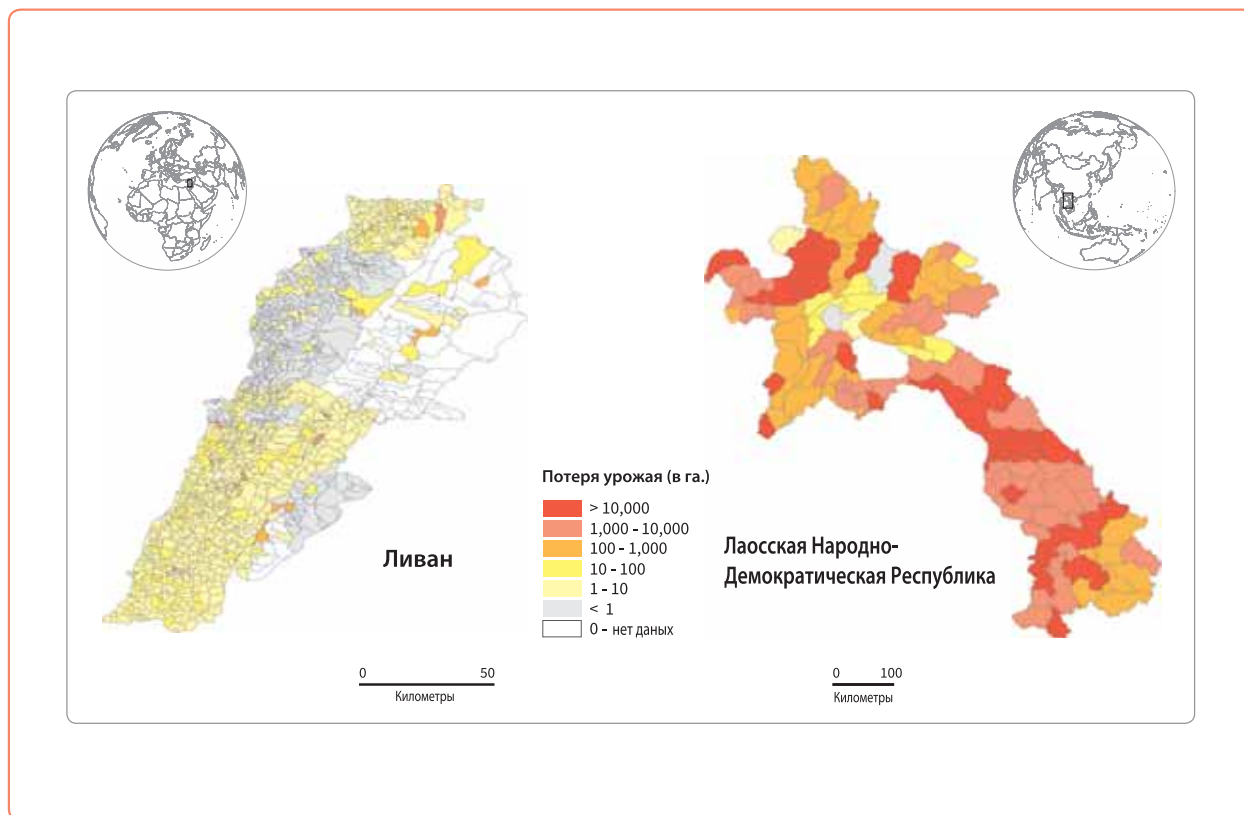 Потеря урожая (в га.)
> 10,000
1,000 - 10,000
100 - 1,000
10 - 100
1 - 10
< 1
0 - нет даных
Ливан
Лаосская Народно-
Демократическая Республика
0 50
Километры
0 100
Километры